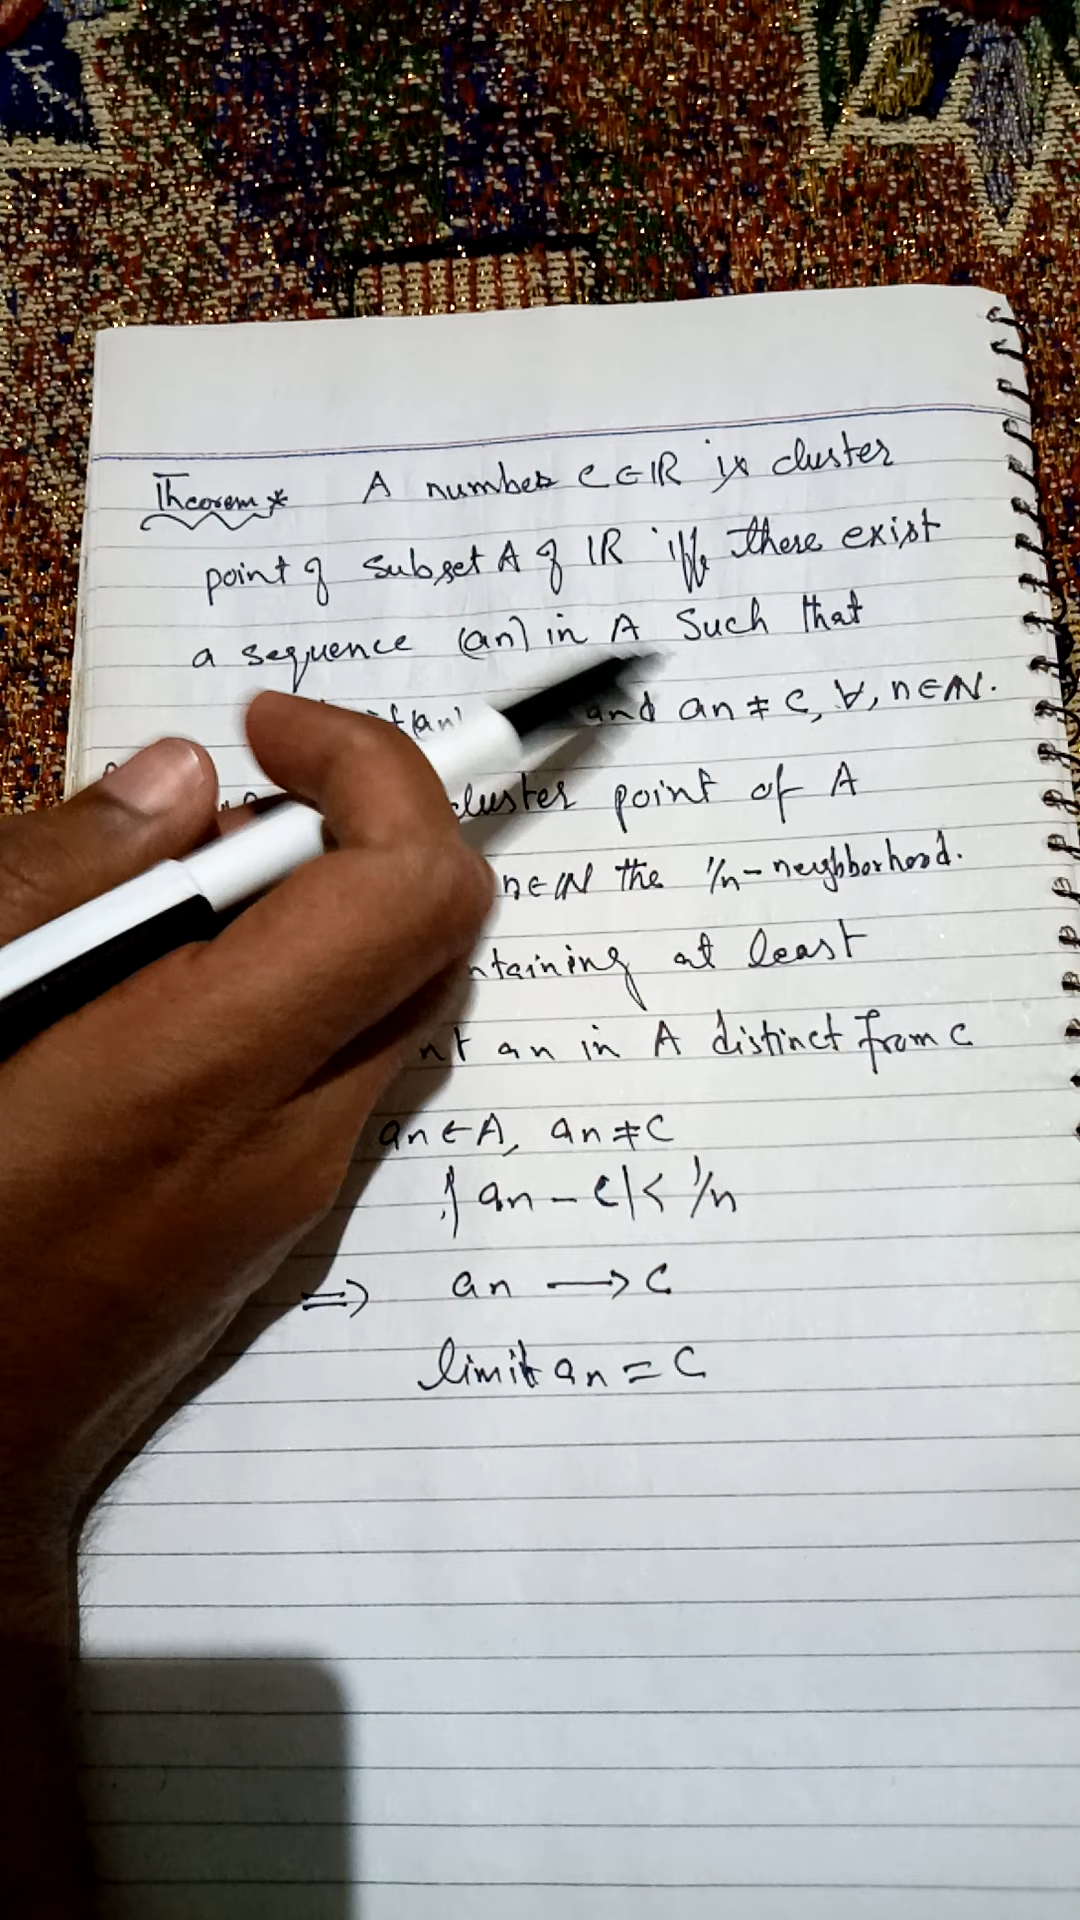 Theorem* A number C ∈ IR is cluster
point of subset A of IR iff there exist
a sequence (an) in A Such that
(an) and an ≠ C, ∀, n ∈ N.
cluster point of A
n ∈ N the 1/n - neighborhood.
at least
an in A distinct from C
an ∈ A, an ≠ C
| an - C | < 1/n
⇒ an → C
limit an = C